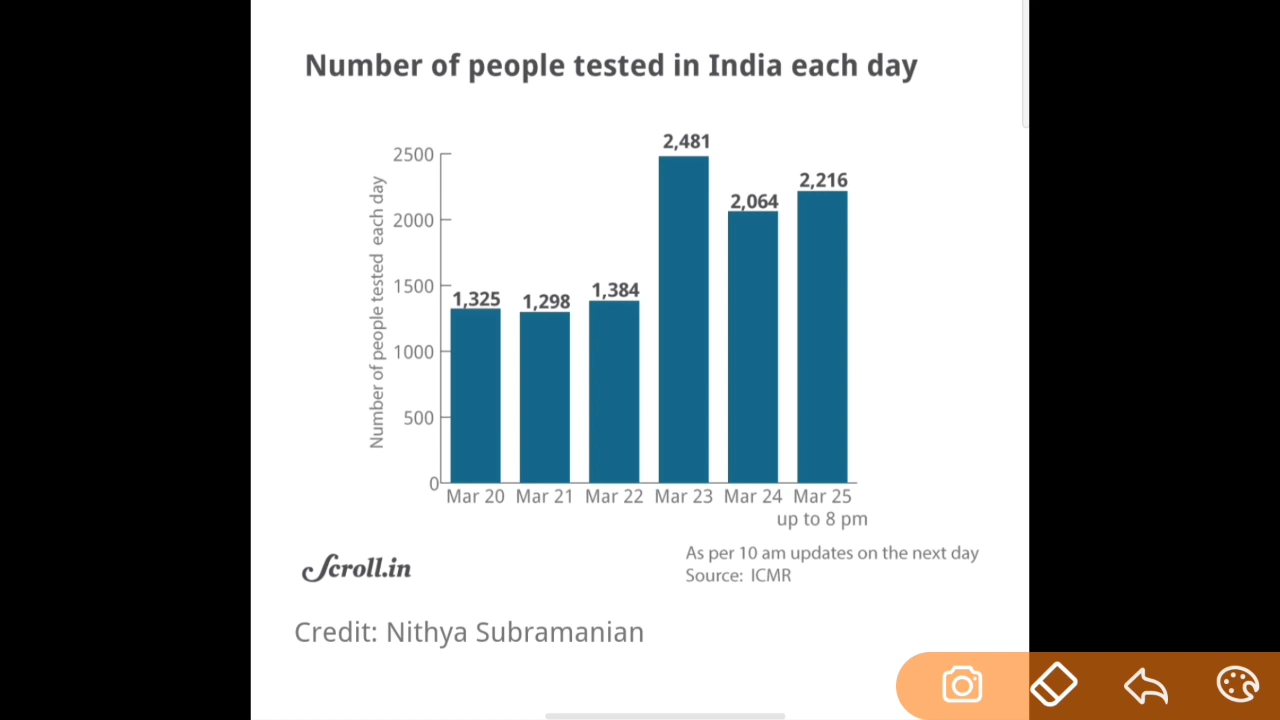 Number of people tested in India each day
Number of people tested each day
2500
2000
1500
1000
500
0
1,325
1,298
1,384
2,481
2,064
2,216
Mar 20 Mar 21 Mar 22 Mar 23 Mar 24 Mar 25
up to 8 pm
Scroll.in
As per 10 am updates on the next day
Source: ICMR
Credit: Nithya Subramanian